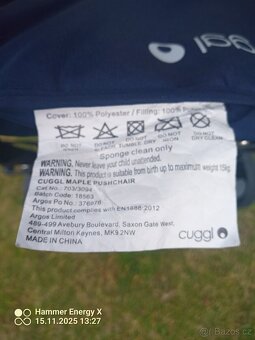 cuggl
Cover: 100% Polyester / Filling: 100% Polyester
DO NOT WASH
DO NOT BLEACH
DO NOT TUMBLE DRY
DO NOT IRON
DO NOT DRY CLEAN
Sponge clean only
WARNING. Never leave your child unattended.
WARNING. This product is suitable from birth up to maximum weight 15kg
CUGGL MAPLE PUSHCHAIR
Cat No.: 703/3094
Batch Code: 18563
Argos Po No.: 376976
This product complies with EN1888:2012
Argos Limited
489-499 Avebury Boulevard, Saxon Gate West,
Central Milton Keynes, MK9 2NW
MADE IN CHINA
cuggl
Hammer Energy X
15.11.2025 13:27